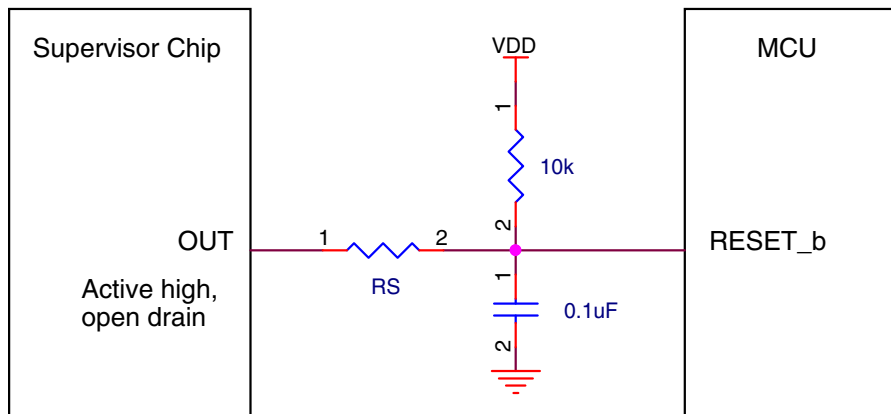 Supervisor Chip
VDD
MCU
1
10k
2
OUT
1
2
RESET_b
RS
1
Active high,
open drain
0.1uF
2